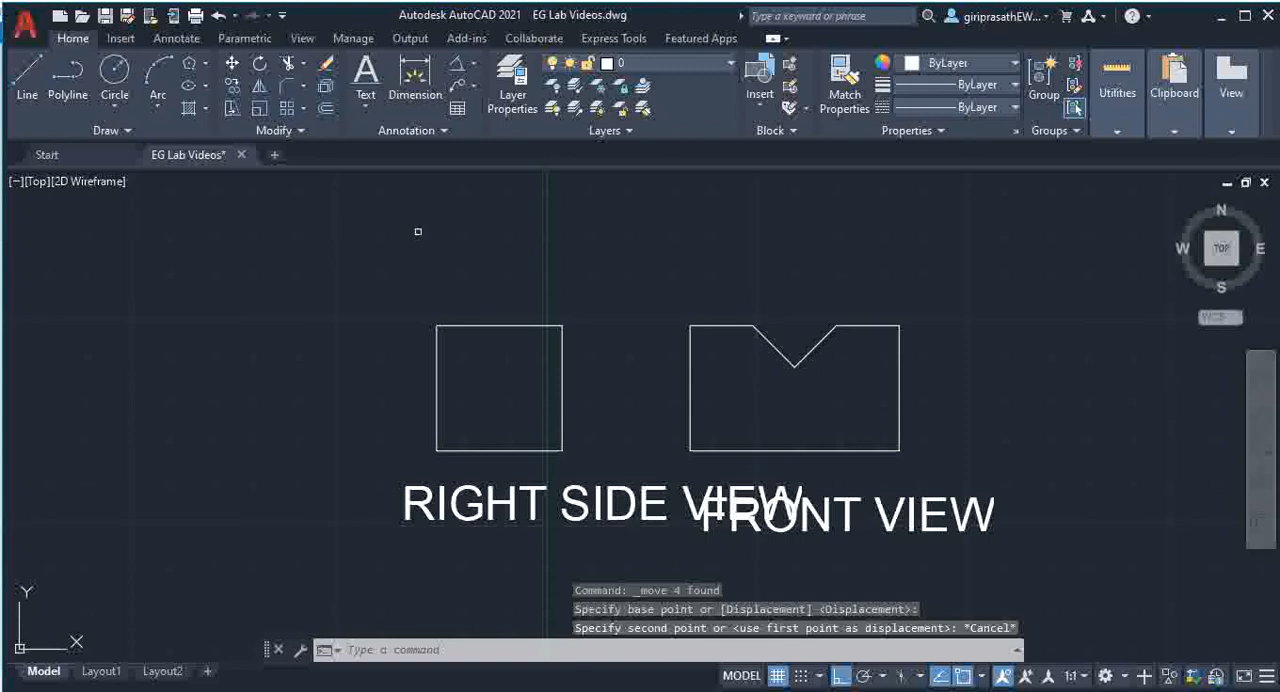 Autodesk AutoCAD 2021 EG Lab Videos.dwg
Type a keyword or phrase
giriprasathEW...
Home Insert Annotate Parametric View Manage Output Add-ins Collaborate Express Tools Featured Apps
Line Polyline Circle Arc
Text Dimension
Layer Properties
0
Insert
Match Properties
ByLayer
ByLayer
ByLayer
Group
Utilities
Clipboard
View
Draw Modify Annotation Layers Block Properties Groups
Start EG Lab Videos*
[−][Top][2D Wireframe]
N
W TOP E
S
WCS
RIGHT SIDE VIEW
FRONT VIEW
Y
X
Command: _move 4 found
Specify base point or [Displacement] <Displacement>:
Specify second point or <use first point as displacement>: *Cancel*
Type a command
Model Layout1 Layout2
MODEL
1:1